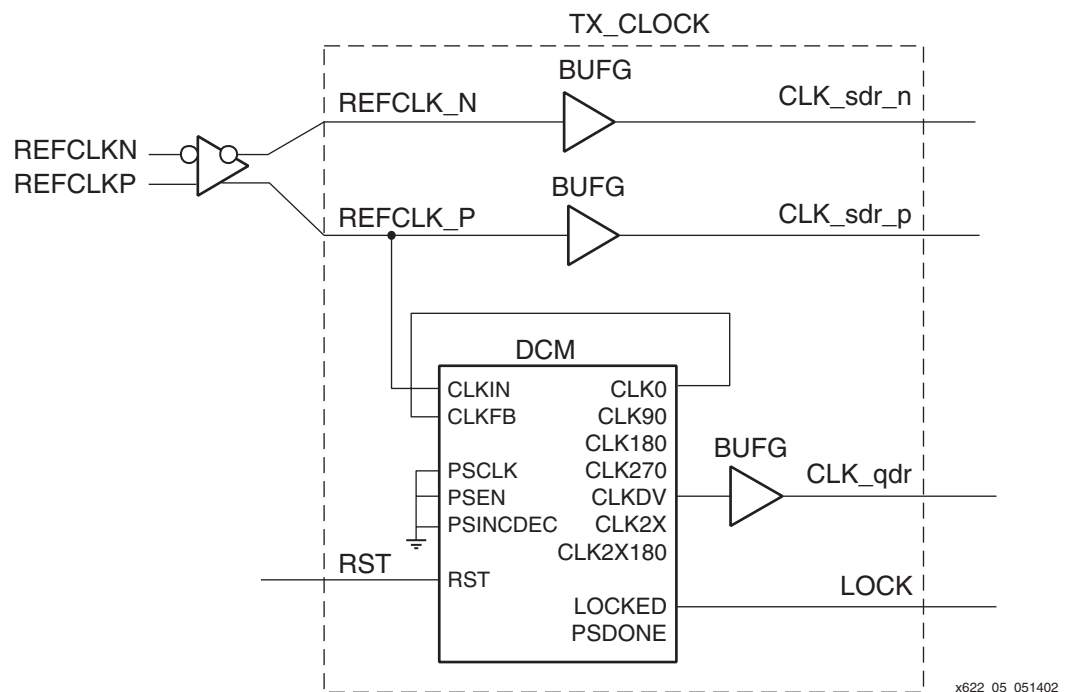 TX_CLOCK
BUFG
REFCLK_N
CLK_sdr_n
REFCLKN
REFCLKP
BUFG
REFCLK_P
CLK_sdr_p
DCM
CLKIN
CLK0
CLKFB
CLK90
CLK180
BUFG
PSCLK
CLK270
CLK_qdr
PSEN
CLKDV
PSINCDEC
CLK2X
CLK2X180
RST
RST
LOCKED
LOCK
PSDONE
x622_05_051402